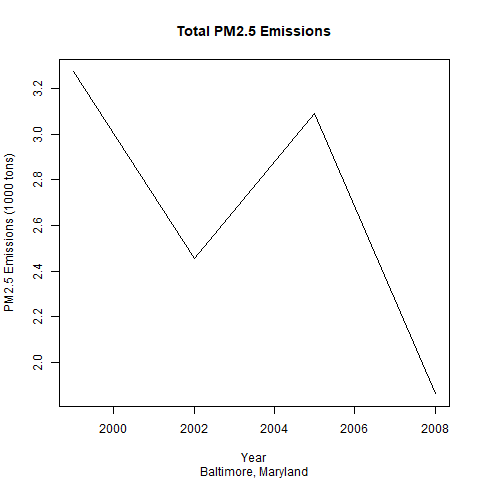 Total PM2.5 Emissions
PM2.5 Emissions (1000 tons)
3.2
3.0
2.8
2.6
2.4
2.2
2.0
2000 2002 2004 2006 2008
Year
Baltimore, Maryland